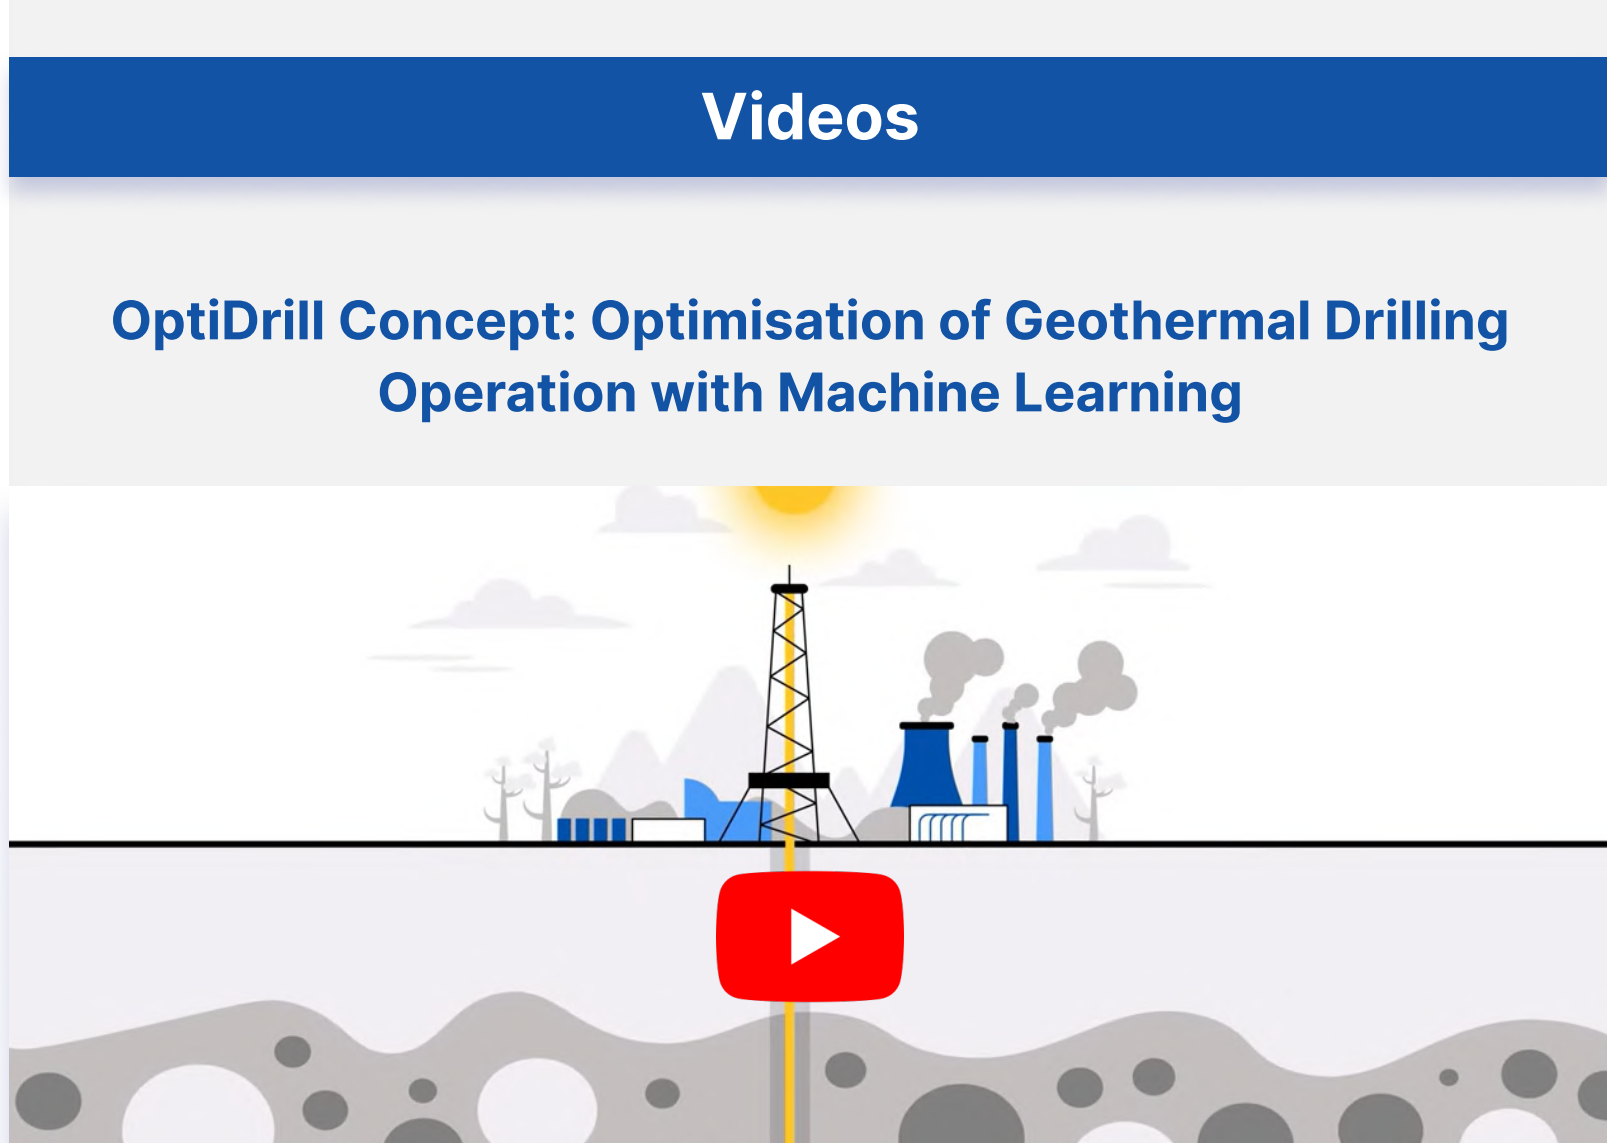 Videos
OptiDrill Concept: Optimisation of Geothermal Drilling
Operation with Machine Learning